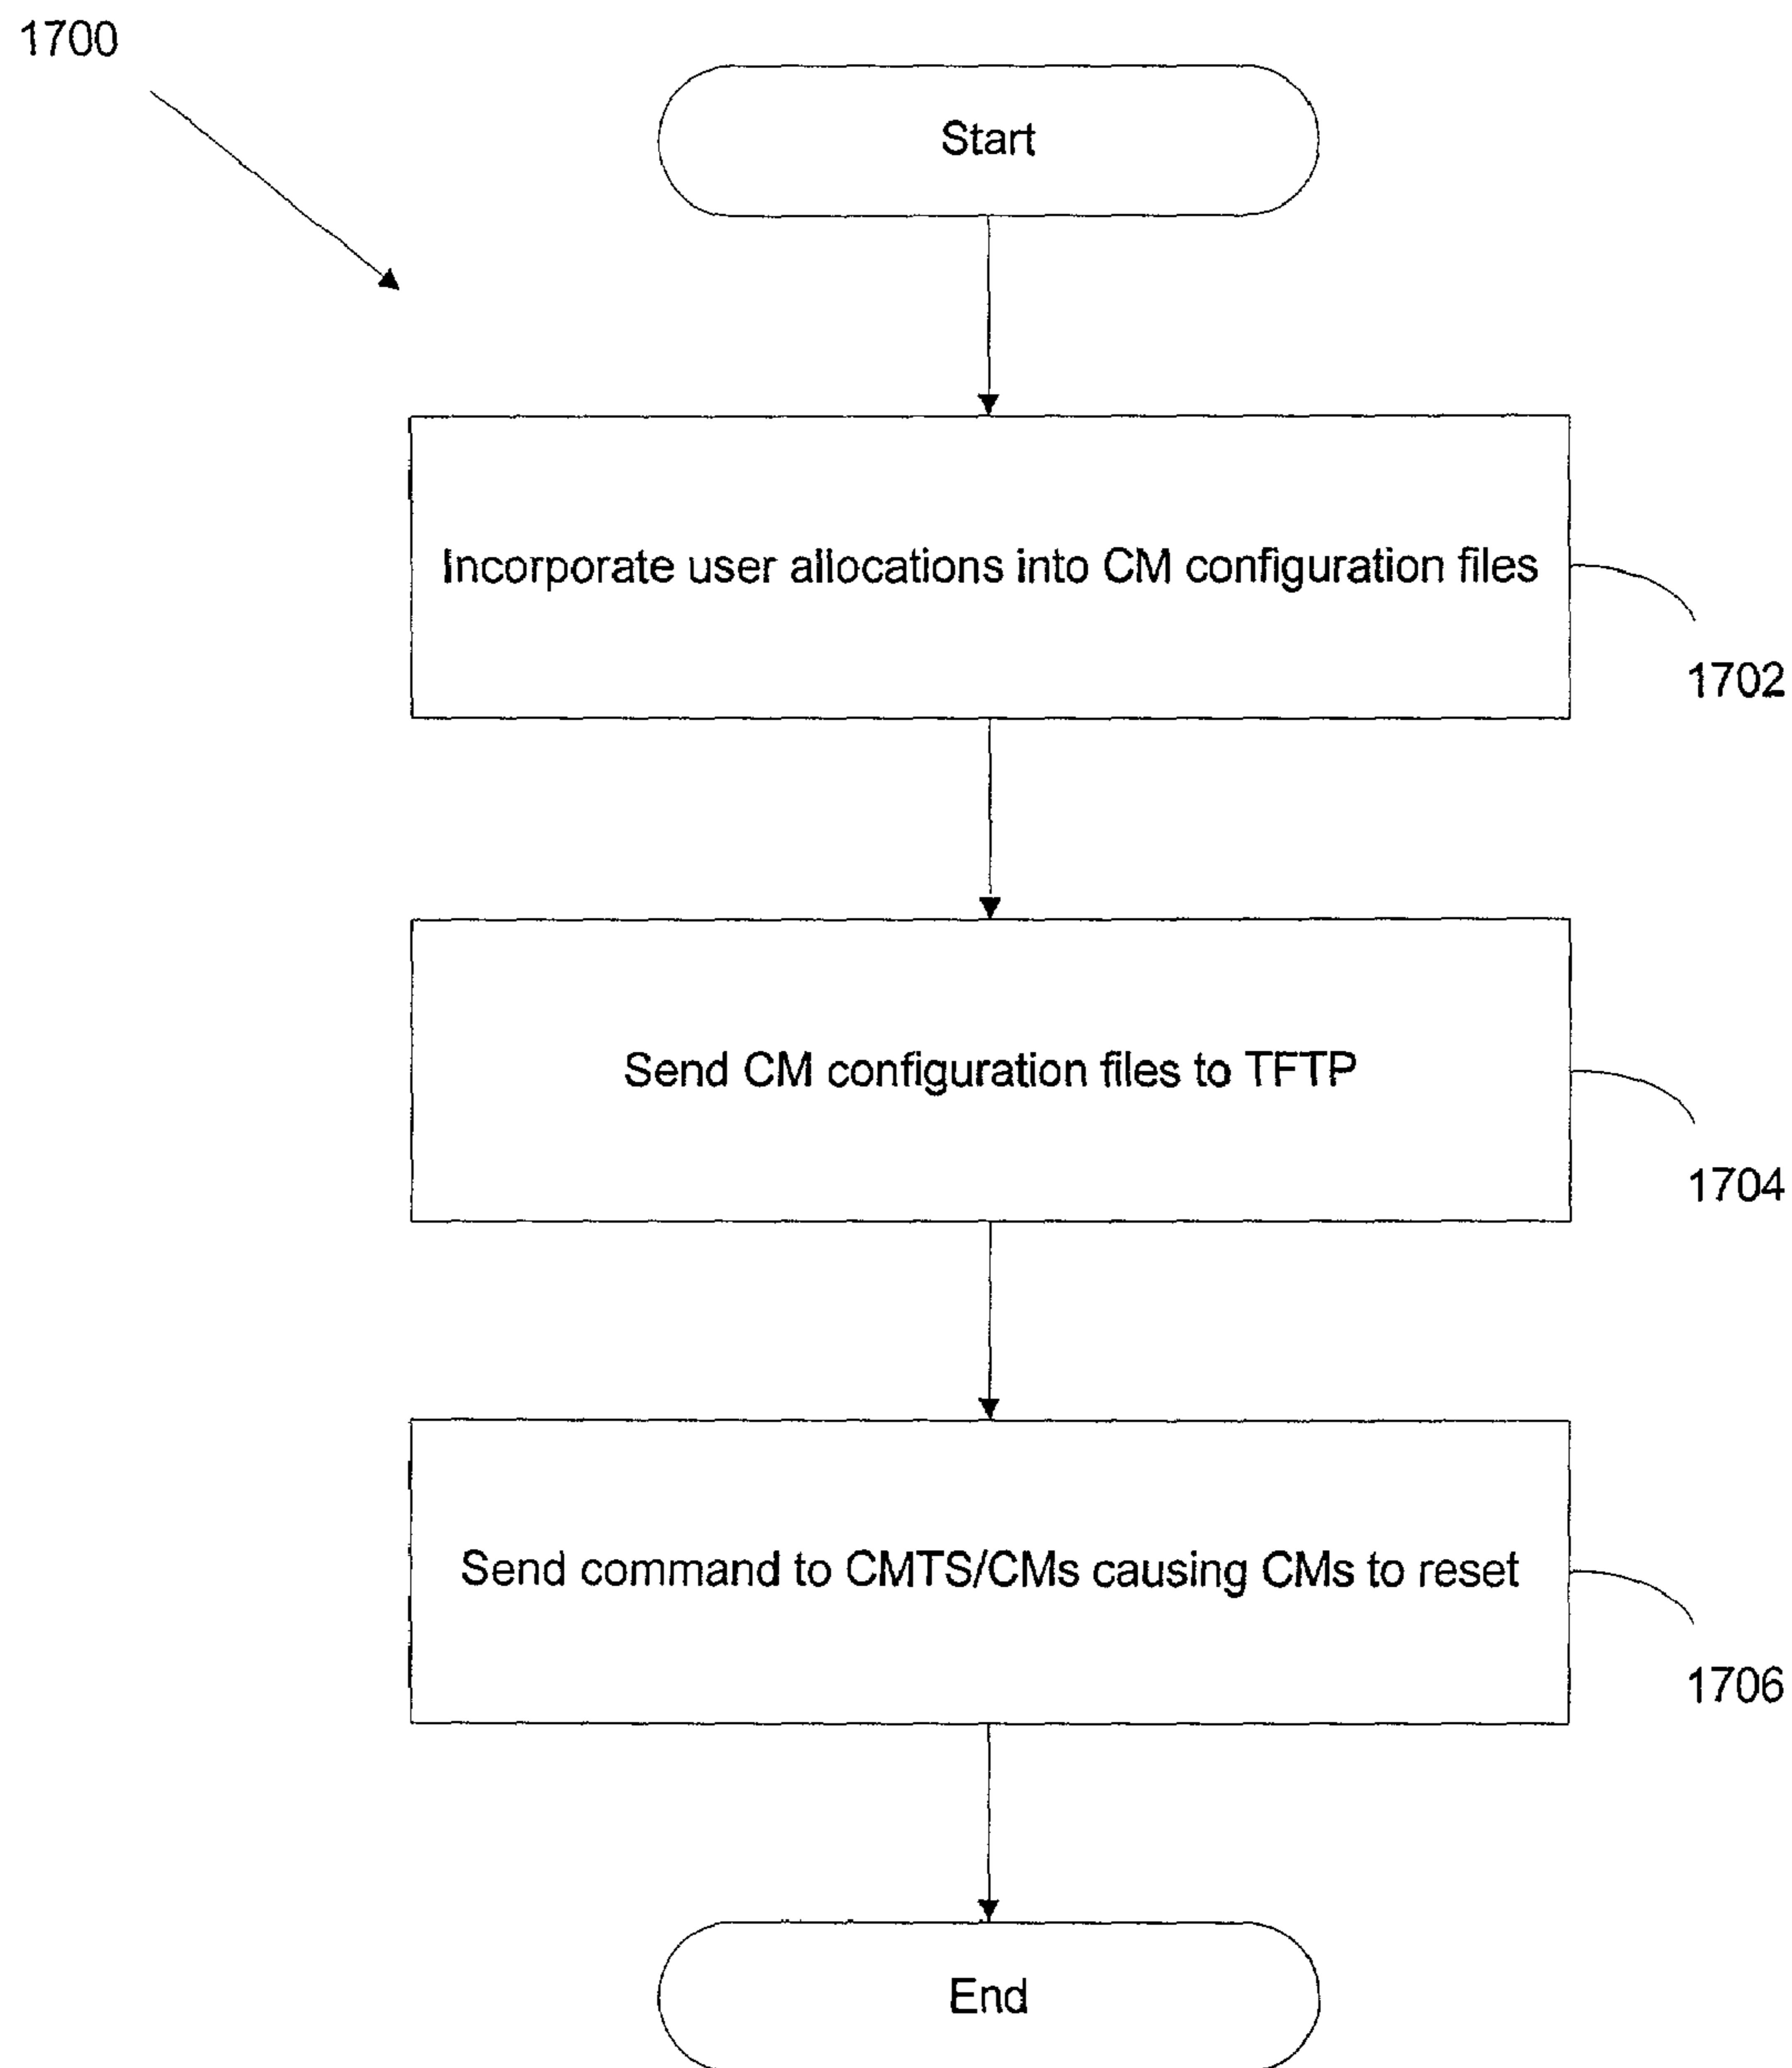 1700
Start
Incorporate user allocations into CM configuration files
1702
Send CM configuration files to TFTP
1704
Send command to CMTS/CMs causing CMs to reset
1706
End